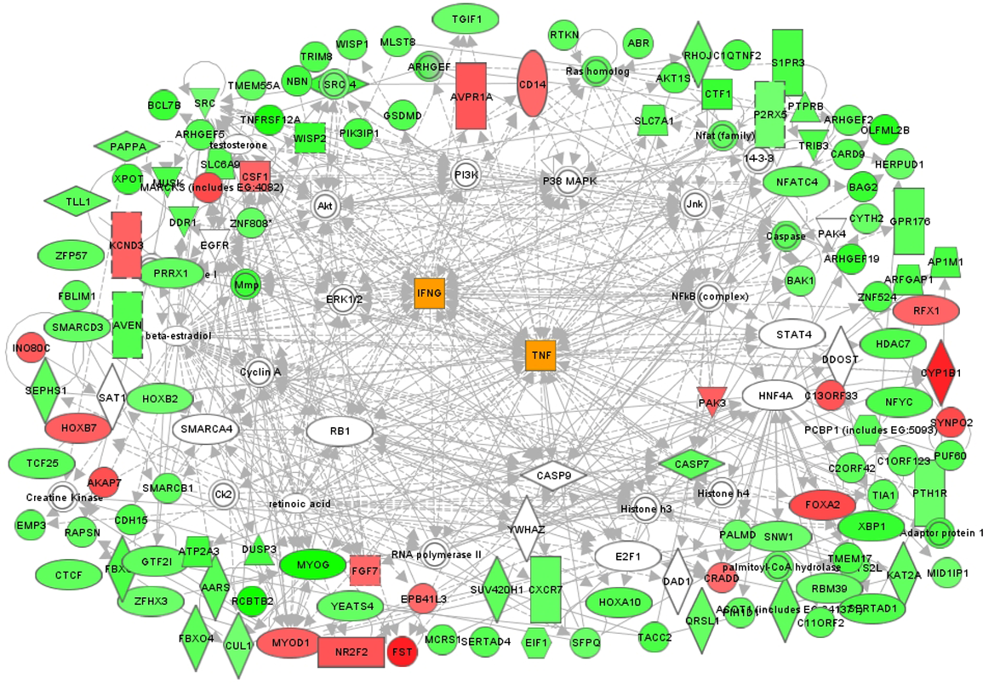 TGIF1
WISP1
MLST8
RTKN
ABR
TRIM8
ARHGEF
RHOJ
C1QTNF2
S1PR3
TMEM55A
NBN
SRC
4
AVPR1A
CD14
Ras homolog
AKT1S1
CTF1
BCL7B
SRC
TNFRSF12A
GSDMD
SLC7A1
P2RX5
PTPRB
ARHGEF2
OLFML2B
ARHGEF5
testosterone
WISP2
PIK3IP1
Nfat (family)
TRIB3
PAPPA
SLC6A9
CARD9
14-3-3
HERPUD1
XPOT
MUSK
CSF1
MARCKS (includes EG:4082)
PI3K
P38 MAPK
NFATC4
BAG2
TLL1
Akt
Jnk
DDR1
ZNF808*
CYTH2
GPR176
KCND3
EGFR
Caspase
PAK4
ZFP57
ARHGEF19
AP1M1
PRRX1
e I
Mmp
BAK1
ARFGAP1
FBLIM1
ERK1/2
IFNG
NFkB (complex)
ZNF524
RFX1
SMARCD3
AVEN
beta-estradiol
STAT4
HDAC7
INO80C
TNF
DDOST
CYP1B1
SEPHS1
SAT1
HOXB2
Cyclin A
PAK3
HNF4A
C13ORF33
NFYC
HOXB7
SMARCA4
RB1
PCBP1 (includes EG:5093)
SYNPO2
TCF25
CASP9
CASP7
C2ORF42
C1ORF123
PUF60
AKAP7
SMARCB1
Creatine Kinase
Ck2
retinoic acid
Histone h4
Histone h3
FOXA2
TIA1
PTH1R
EMP3
RAPSN
CDH15
YWHAZ
PALMD
SNW1
XBP1
Adaptor protein 1
CTCF
GTF2I
ATP2A3
DUSP3
MYOG
FGF7
RNA polymerase II
E2F1
palmitoyl-CoA hydrolase
TMEM17
KAT2A
MID1IP1
ZFHX3
AARS
RCBTB2
YEATS4
EPB41L3
SUV420H1
CXCR7
HOXA10
DAD1
CRADD
RBM39
SERTAD1
FBXO4
CUL1
MYOD1
NR2F2
FST
MCRS1
SERTAD4
EIF1
SFPQ
TACC2
QRSL1
C11ORF2